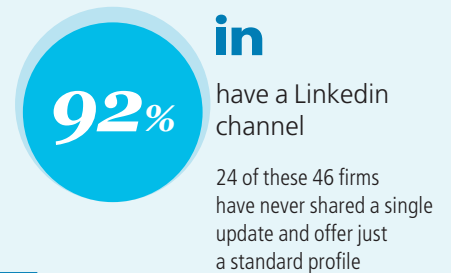 in
92%
have a Linkedin
channel
24 of these 46 firms
have never shared a single
update and offer just
a standard profile